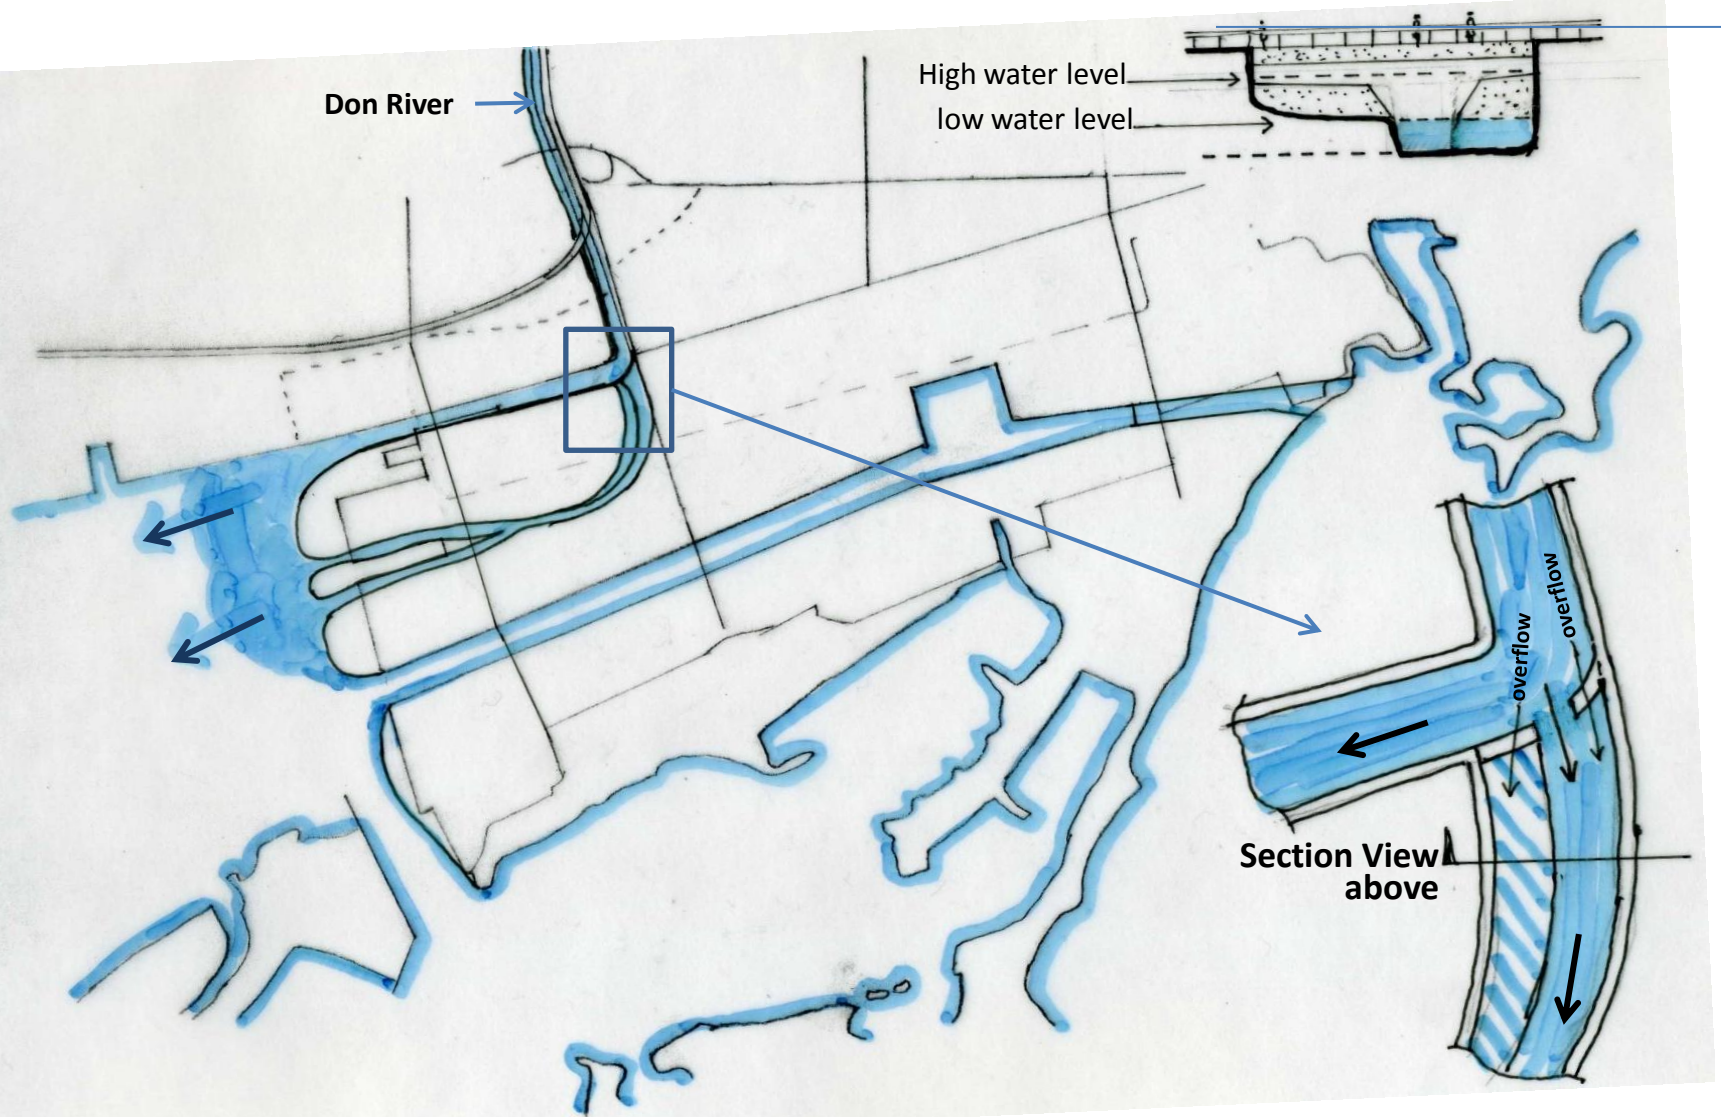 High water level
Don River
low water level
overflow
overflow
Section View
above